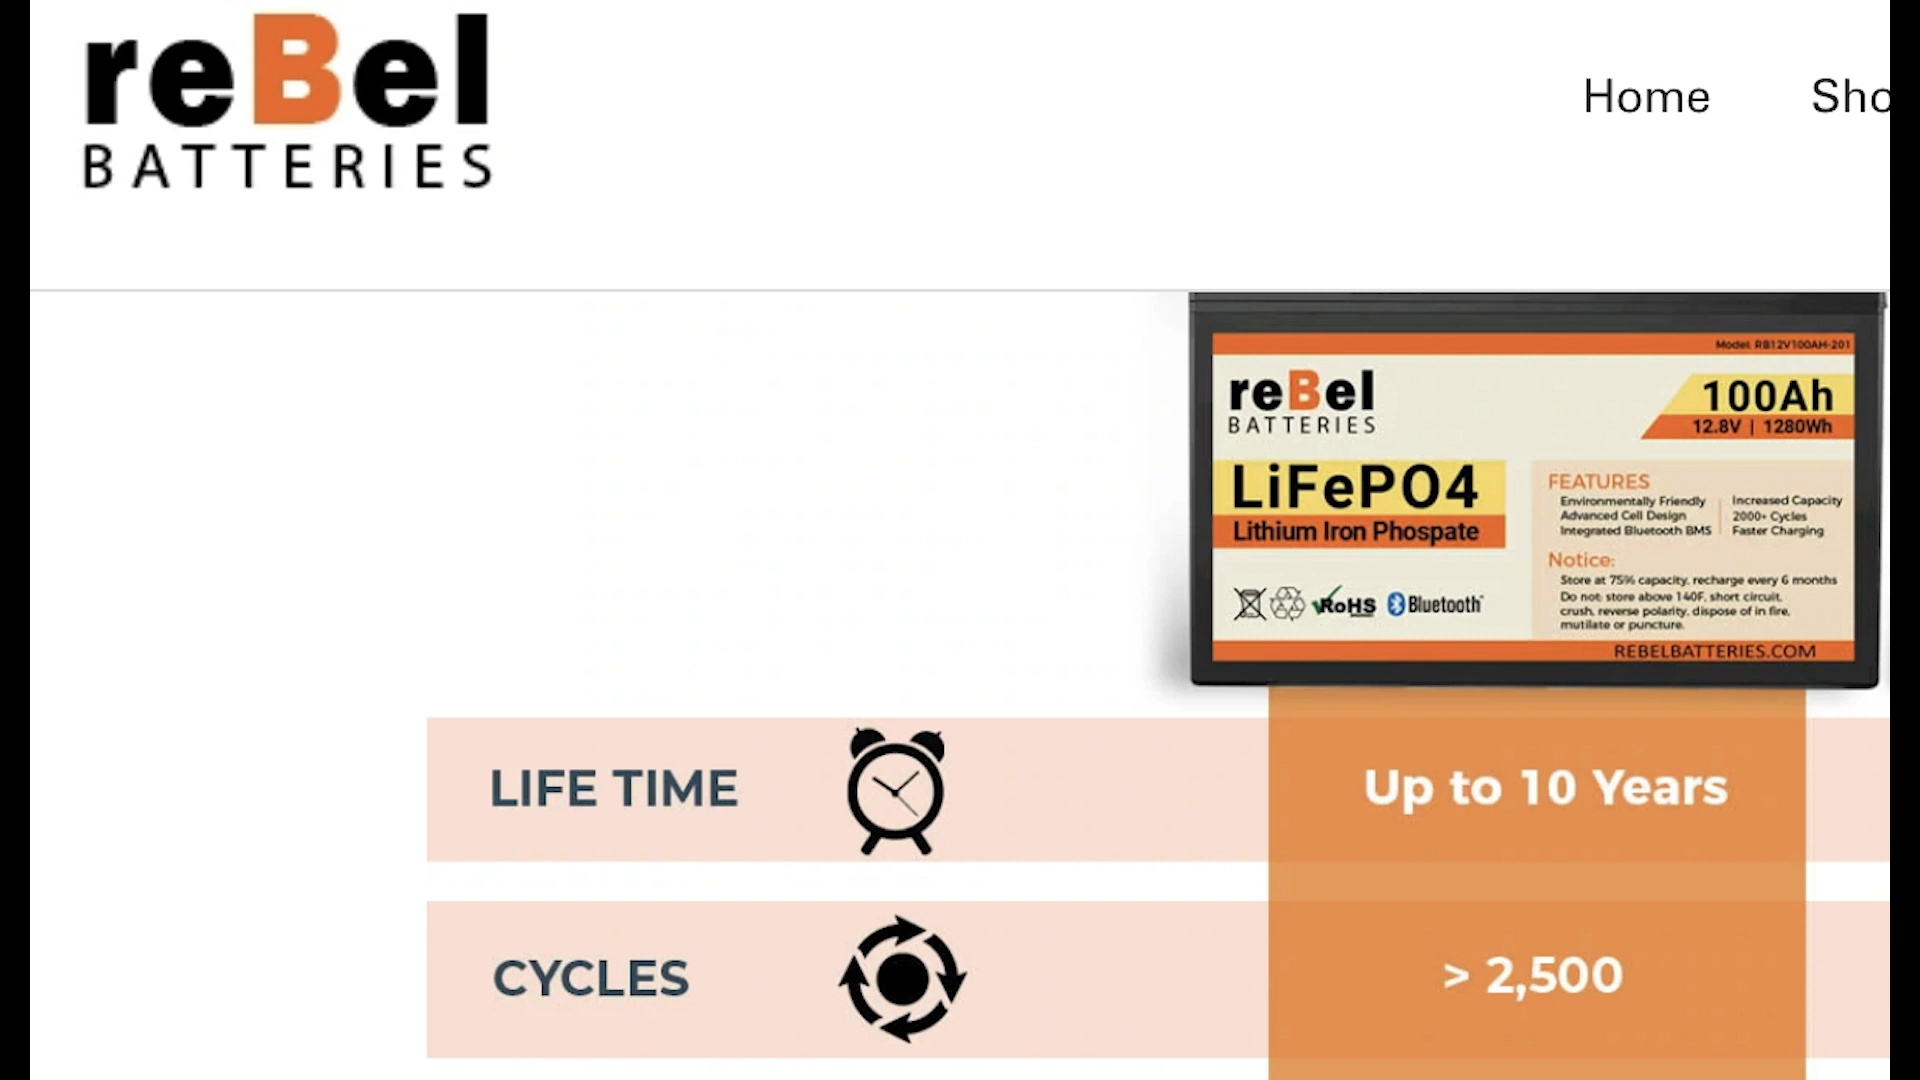 reBel
BATTERIES
Home
Sho
Model: RB12V100AH-201
reBel
BATTERIES
100Ah
12.8V | 1280Wh
LiFePO4
Lithium Iron Phospate
FEATURES
Environmentally Friendly
Advanced Cell Design
Integrated Bluetooth BMS
Increased Capacity
2000+ Cycles
Faster Charging
Notice:
Store at 75% capacity, recharge every 6 months
Do not: store above 140F, short circuit,
crush, reverse polarity, dispose of in fire,
mutilate or puncture.
RoHS
Bluetooth
REBELBATTERIES.COM
LIFE TIME
Up to 10 Years
CYCLES
> 2,500